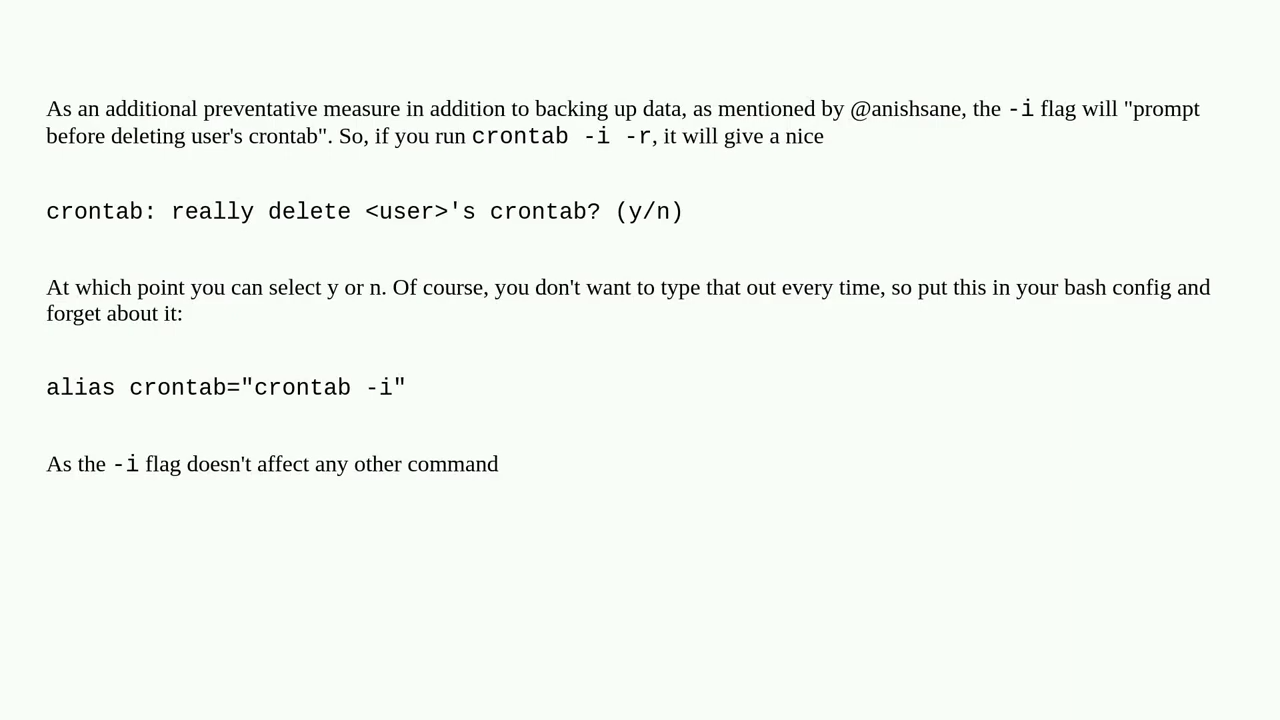 As an additional preventative measure in addition to backing up data, as mentioned by @anishsane, the -i flag will "prompt
before deleting user's crontab". So, if you run crontab -i -r, it will give a nice
crontab: really delete <user>'s crontab? (y/n)
At which point you can select y or n. Of course, you don't want to type that out every time, so put this in your bash config and
forget about it:
alias crontab="crontab -i"
As the -i flag doesn't affect any other command